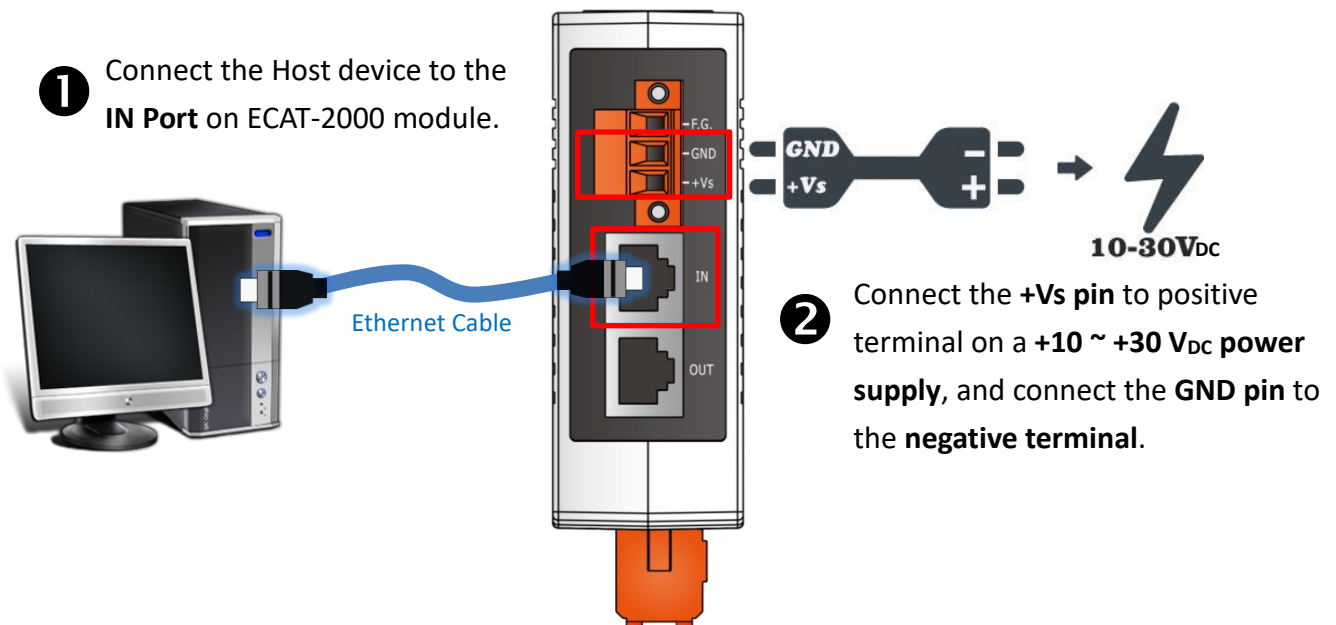 ❶ Connect the Host device to the
IN Port on ECAT-2000 module.
Ethernet Cable
F.G.
GND
+Vs
IN
OUT
GND
+Vs
−
+
10-30VDC
❷ Connect the +Vs pin to positive
terminal on a +10 ~ +30 VDC power
supply, and connect the GND pin to
the negative terminal.